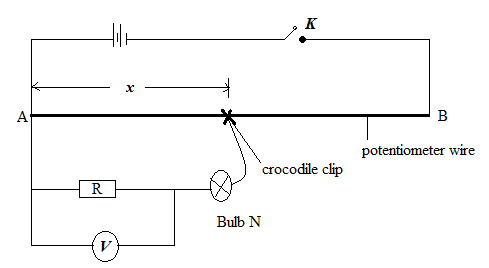 K
x
A
B
potentiometer wire
crocodile clip
R
Bulb N
V